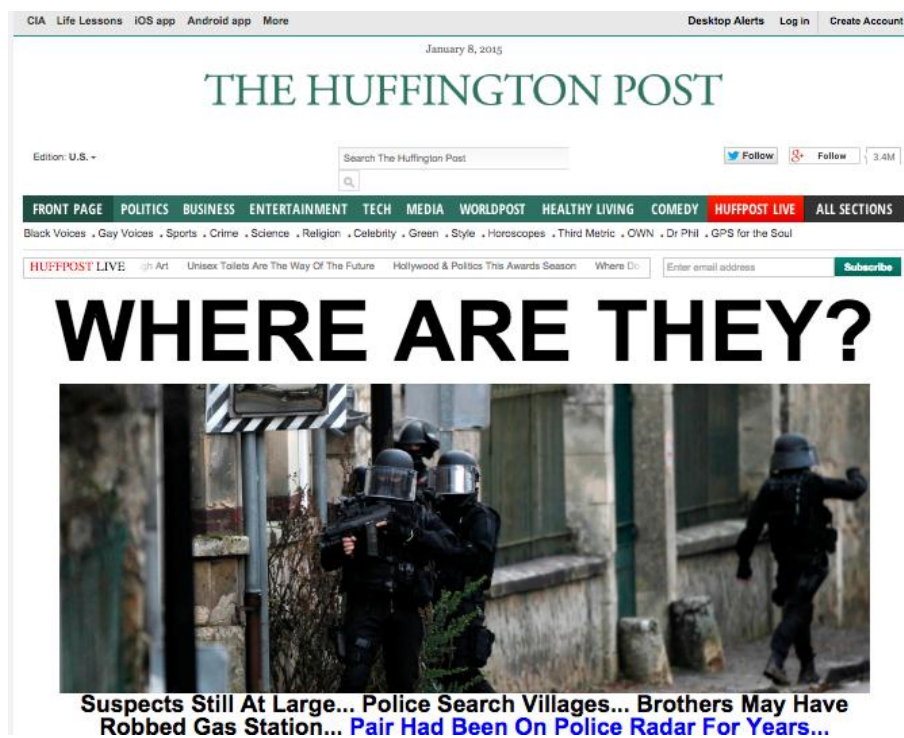 CIA Life Lessons iOS app Android app More Desktop Alerts Log in Create Account
January 8, 2015
THE HUFFINGTON POST
Edition: U.S. Search The Huffington Post Follow Follow 3.4M
FRONT PAGE POLITICS BUSINESS ENTERTAINMENT TECH MEDIA WORLDPOST HEALTHY LIVING COMEDY HUFFPOST LIVE ALL SECTIONS
Black Voices . Gay Voices . Sports . Crime . Science . Religion . Celebrity . Green . Style . Horoscopes . Third Metric . OWN . Dr Phil . GPS for the Soul
HUFFPOST LIVE gh Art Unisex Toilets Are The Way Of The Future Hollywood & Politics This Awards Season Where Do Enter email address Subscribe
WHERE ARE THEY?
Suspects Still At Large... Police Search Villages... Brothers May Have
Robbed Gas Station... Pair Had Been On Police Radar For Years...